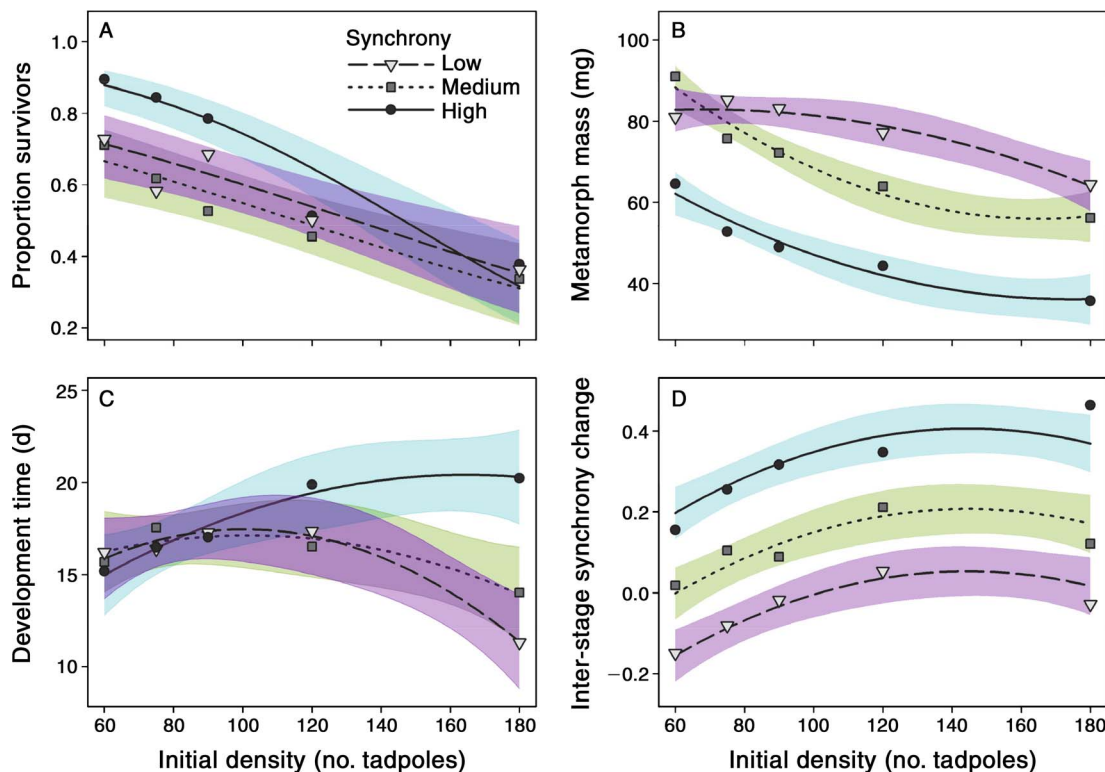 A
Synchrony
Low
Medium
High
Proportion survivors
1.0
0.8
0.6
0.4
0.2
B
Metamorph mass (mg)
100
80
60
40
C
Development time (d)
25
20
15
10
60 80 100 120 140 160 180
Initial density (no. tadpoles)
D
Inter-stage synchrony change
0.4
0.2
0.0
−0.2
60 80 100 120 140 160 180
Initial density (no. tadpoles)